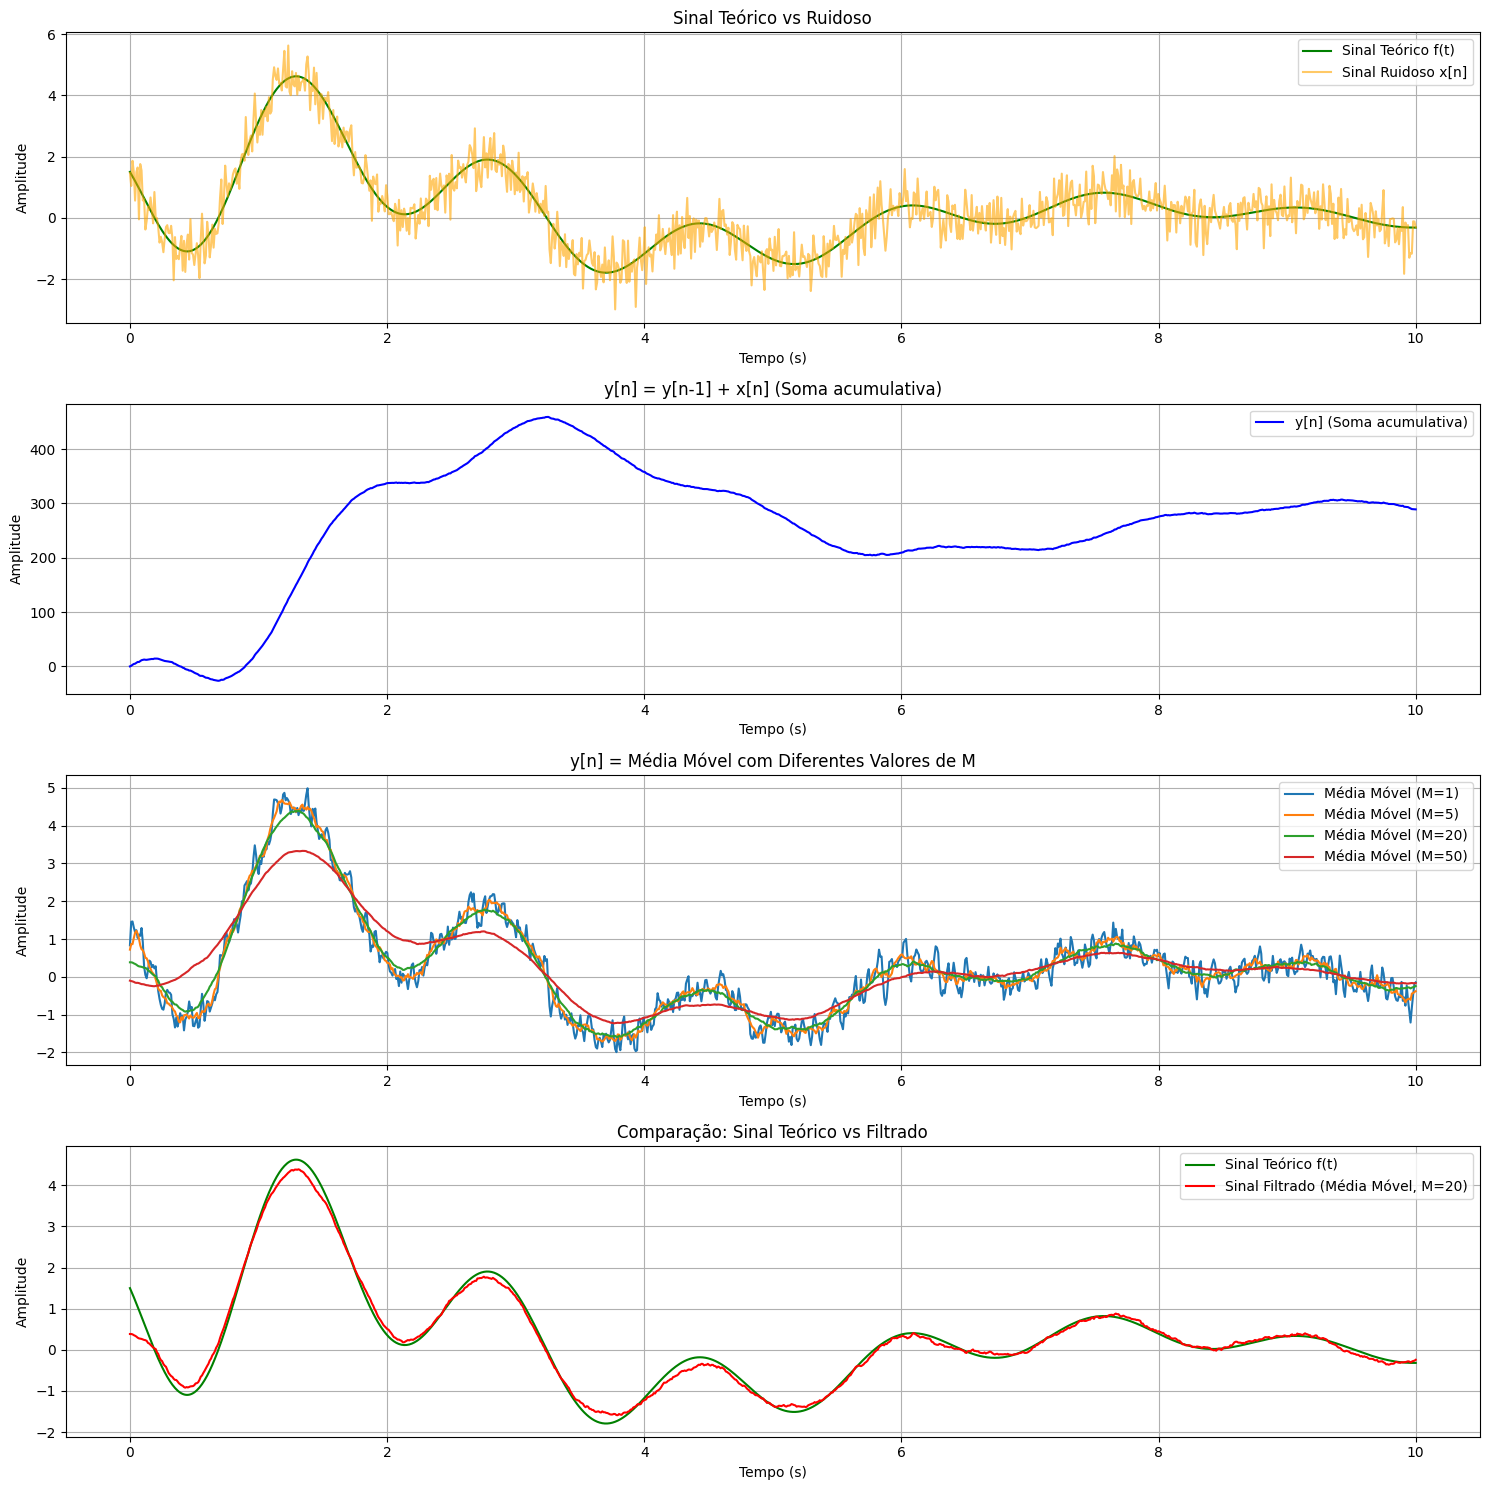 Sinal Teórico vs Ruidoso
Sinal Teórico f(t)
Sinal Ruidoso x[n]
Amplitude
6
4
2
0
−2
0 2 4 6 8 10
Tempo (s)
y[n] = y[n-1] + x[n] (Soma acumulativa)
y[n] (Soma acumulativa)
Amplitude
400
300
200
100
0
0 2 4 6 8 10
Tempo (s)
y[n] = Média Móvel com Diferentes Valores de M
Média Móvel (M=1)
Média Móvel (M=5)
Média Móvel (M=20)
Média Móvel (M=50)
Amplitude
5
4
3
2
1
0
−1
−2
0 2 4 6 8 10
Tempo (s)
Comparação: Sinal Teórico vs Filtrado
Sinal Teórico f(t)
Sinal Filtrado (Média Móvel, M=20)
Amplitude
4
3
2
1
0
−1
−2
0 2 4 6 8 10
Tempo (s)